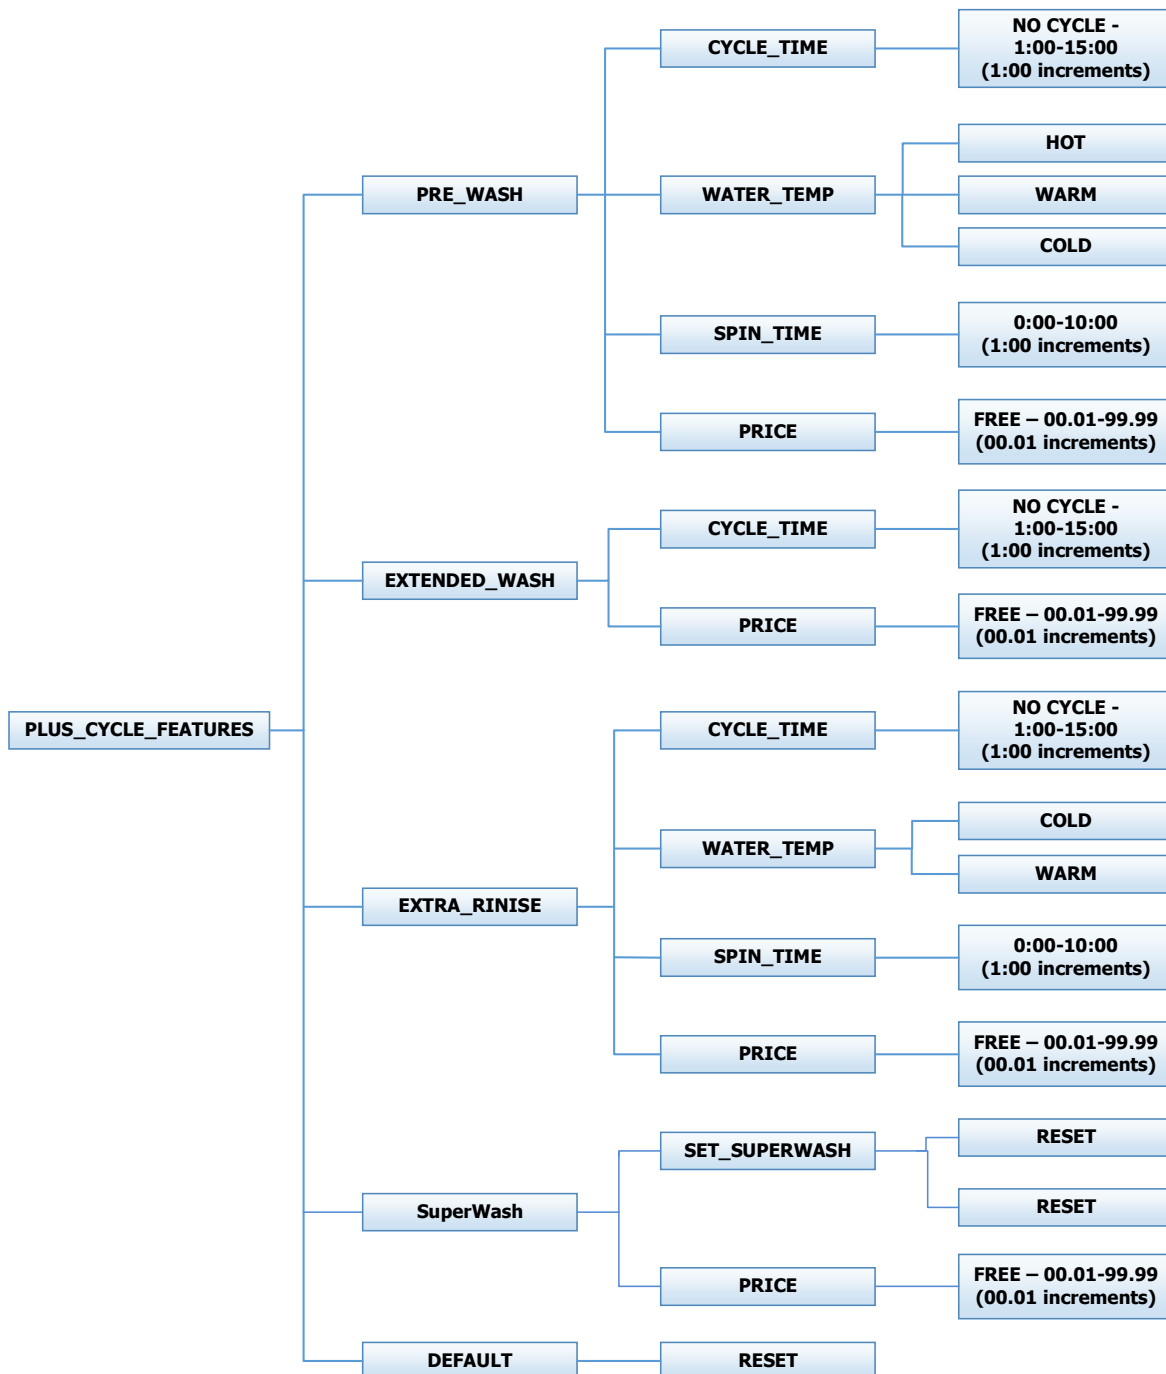 PLUS_CYCLE_FEATURES
PRE_WASH
CYCLE_TIME
NO CYCLE -
1:00-15:00
(1:00 increments)
WATER_TEMP
HOT
WARM
COLD
SPIN_TIME
0:00-10:00
(1:00 increments)
PRICE
FREE – 00.01-99.99
(00.01 increments)
EXTENDED_WASH
CYCLE_TIME
NO CYCLE -
1:00-15:00
(1:00 increments)
PRICE
FREE – 00.01-99.99
(00.01 increments)
EXTRA_RINISE
CYCLE_TIME
NO CYCLE -
1:00-15:00
(1:00 increments)
WATER_TEMP
COLD
WARM
SPIN_TIME
0:00-10:00
(1:00 increments)
PRICE
FREE – 00.01-99.99
(00.01 increments)
SuperWash
SET_SUPERWASH
RESET
RESET
PRICE
FREE – 00.01-99.99
(00.01 increments)
DEFAULT
RESET